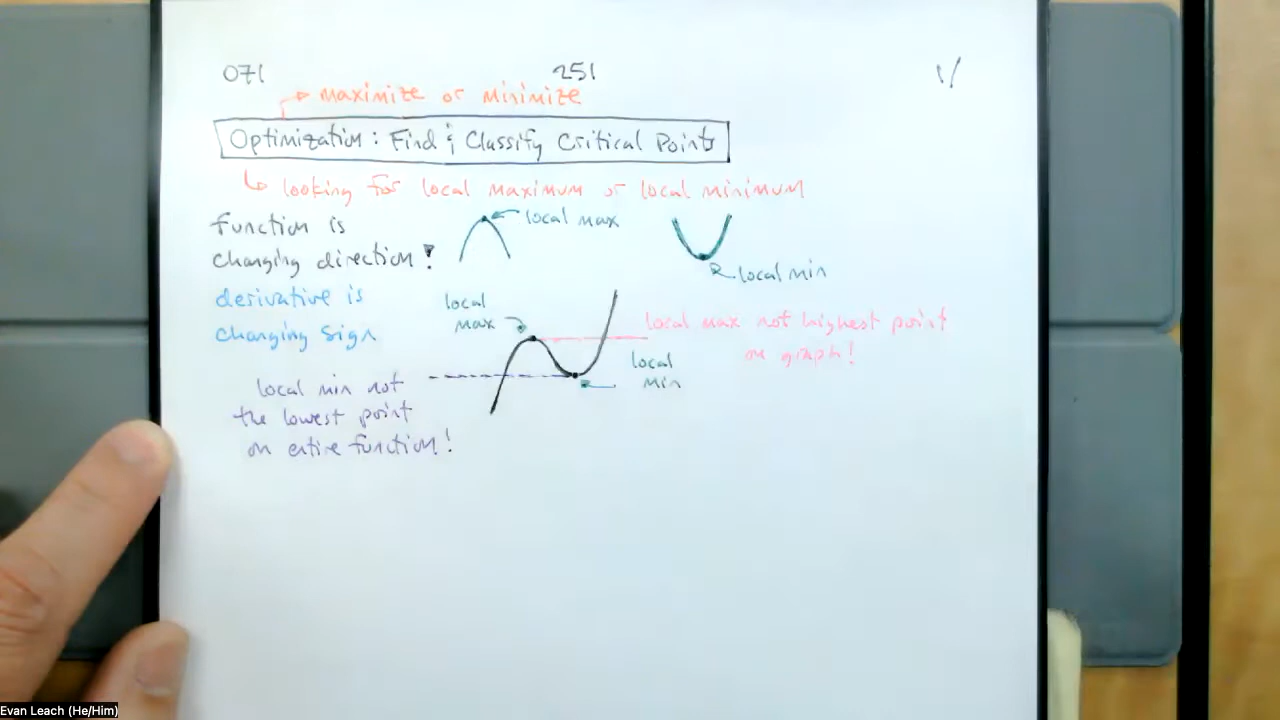 071 251 1/
→ maximize or minimize
Optimization: Find & Classify Critical Points
↳ looking for local maximum or local minimum
function is
changing direction!
local max
local min
derivative is
changing sign
local
max
local max not highest point
on graph!
local
min
local min not
the lowest point
on entire function!
Evan Leach (He/Him)